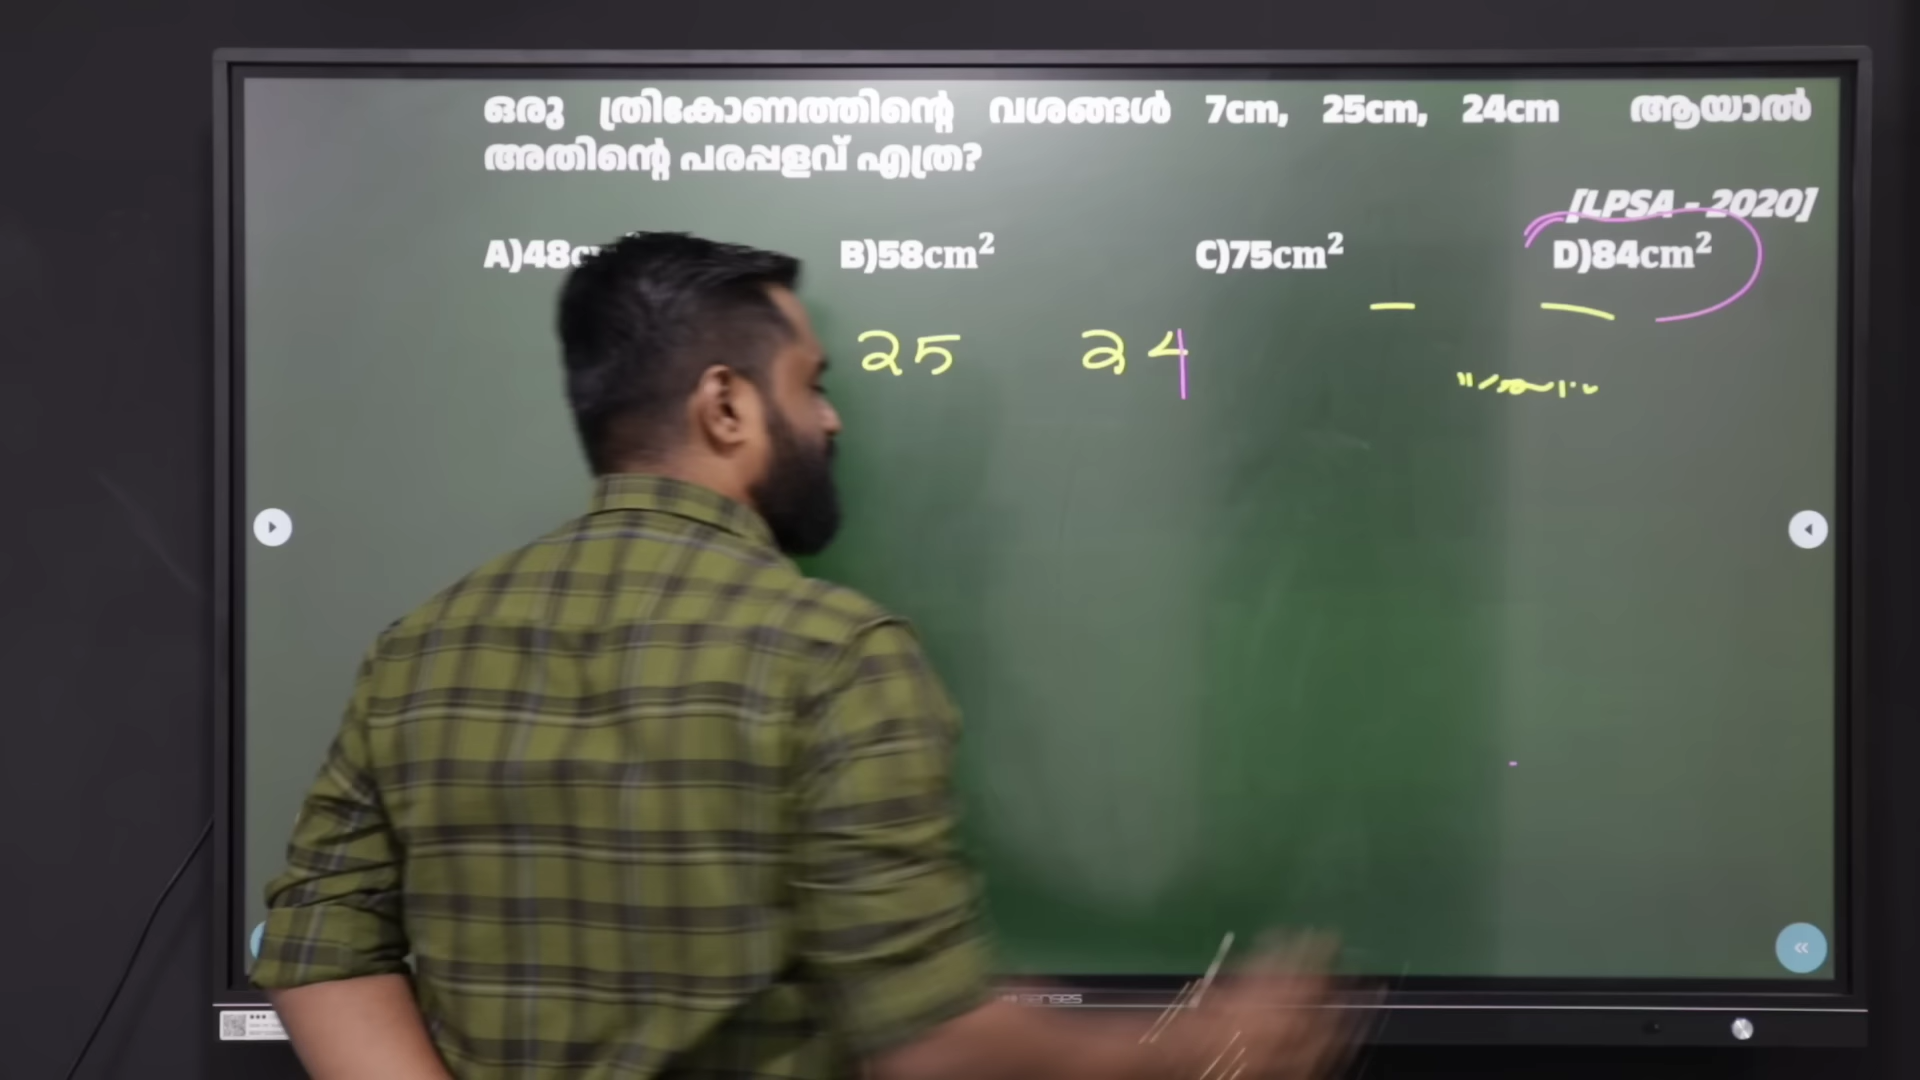 ഒരു ത്രികോണത്തിന്റെ വശങ്ങൾ 7cm, 25cm, 24cm ആയാൽ
അതിന്റെ പരപ്പളവ് എത്ര?
[LPSA - 2020]
A)48 B)58cm² C)75cm² D)84cm²
25 24